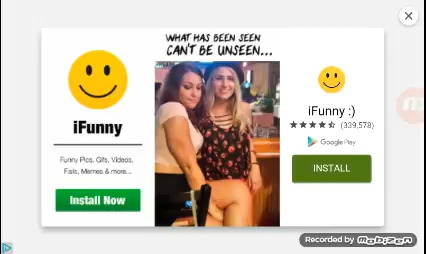 WHAT HAS BEEN SEEN
CAN'T BE UNSEEN...
iFunny
Funny Pics, Gifs, Videos,
Fails, Memes & more...
Install Now
iFunny :)
(339,578)
Google Play
INSTALL
Recorded by Mobizen